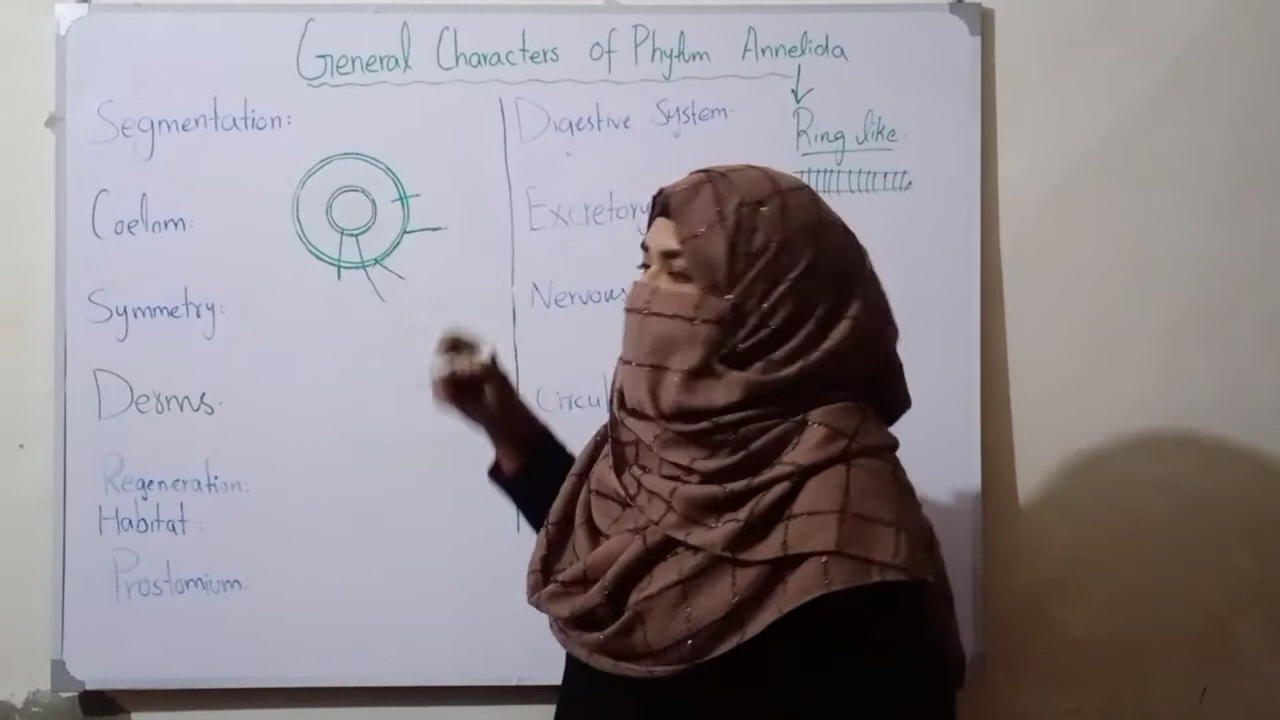 General Characters of Phylum Annelida
Segmentation:
Coelom:
Symmetry:
Derms.
Regeneration:
Habitat:
Prostomium.
Digestive System.
Excretory
Nervous
Circul
Ring like.